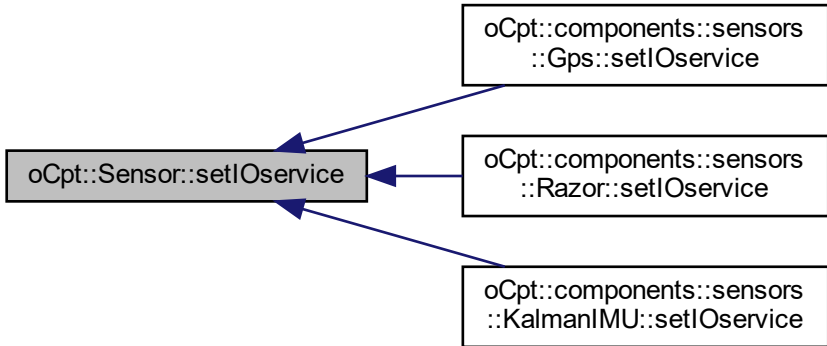 oCpt::components::sensors
::Gps::setIOservice
oCpt::Sensor::setIOservice
oCpt::components::sensors
::Razor::setIOservice
oCpt::components::sensors
::KalmanIMU::setIOservice